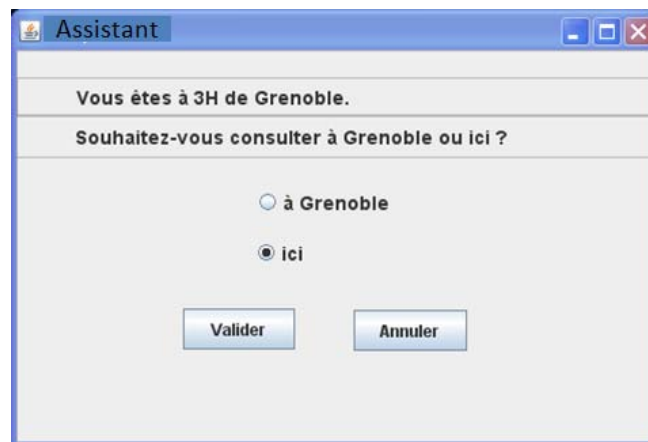 Assistant
Vous êtes à 3H de Grenoble.
Souhaitez-vous consulter à Grenoble ou ici ?
à Grenoble
ici
Valider Annuler